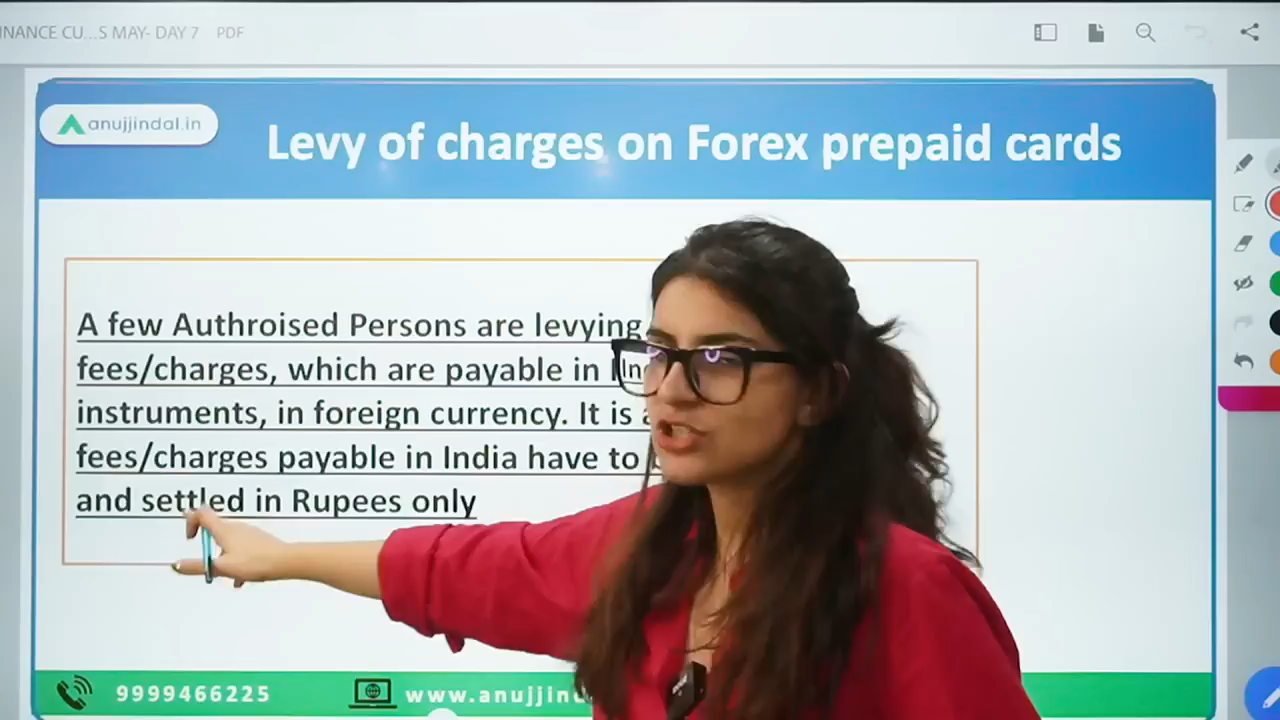 INANCE CU...S MAY- DAY 7 PDF
anujjindal.in
Levy of charges on Forex prepaid cards
A few Authroised Persons are levying
fees/charges, which are payable in
instruments, in foreign currency. It is
fees/charges payable in India have to
and settled in Rupees only
9999466225
www.anujjin